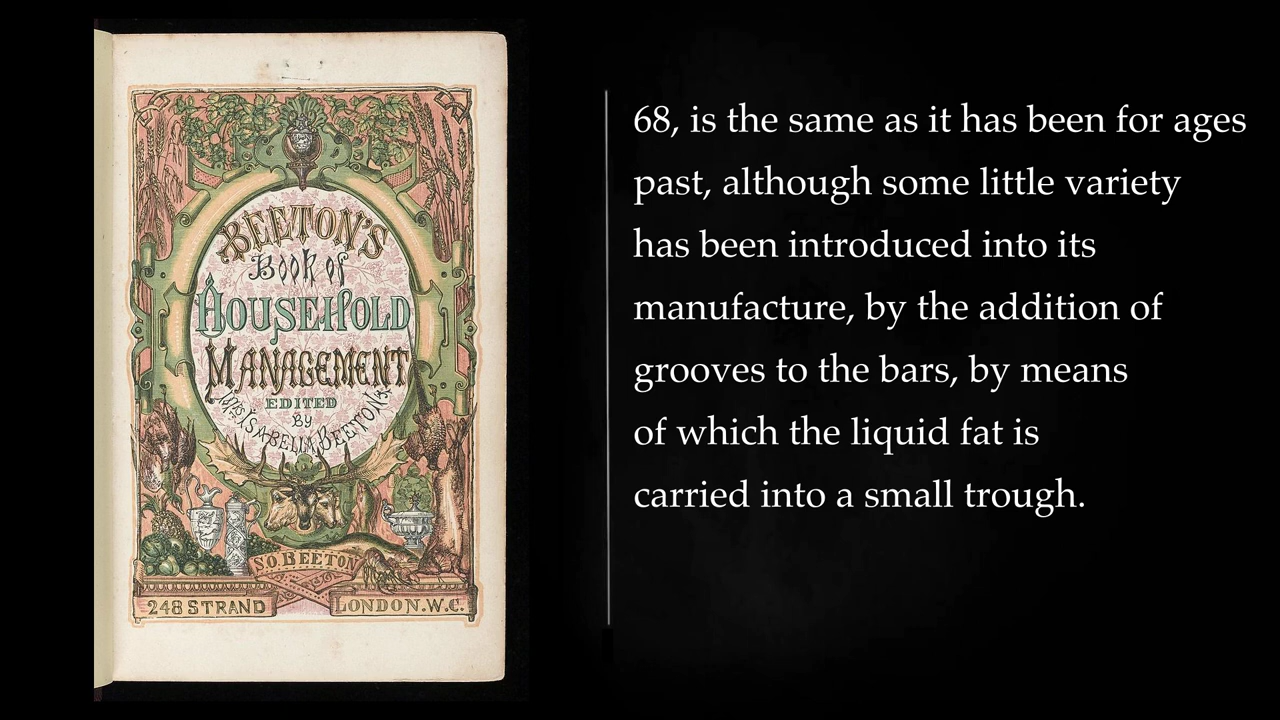 BEETON'S
Book of
HOUSEHOLD
MANAGEMENT
EDITED
BY
MRS ISABELLA BEETON
S.O. BEETON
248 STRAND
LONDON. W.C.
68, is the same as it has been for ages
past, although some little variety
has been introduced into its
manufacture, by the addition of
grooves to the bars, by means
of which the liquid fat is
carried into a small trough.